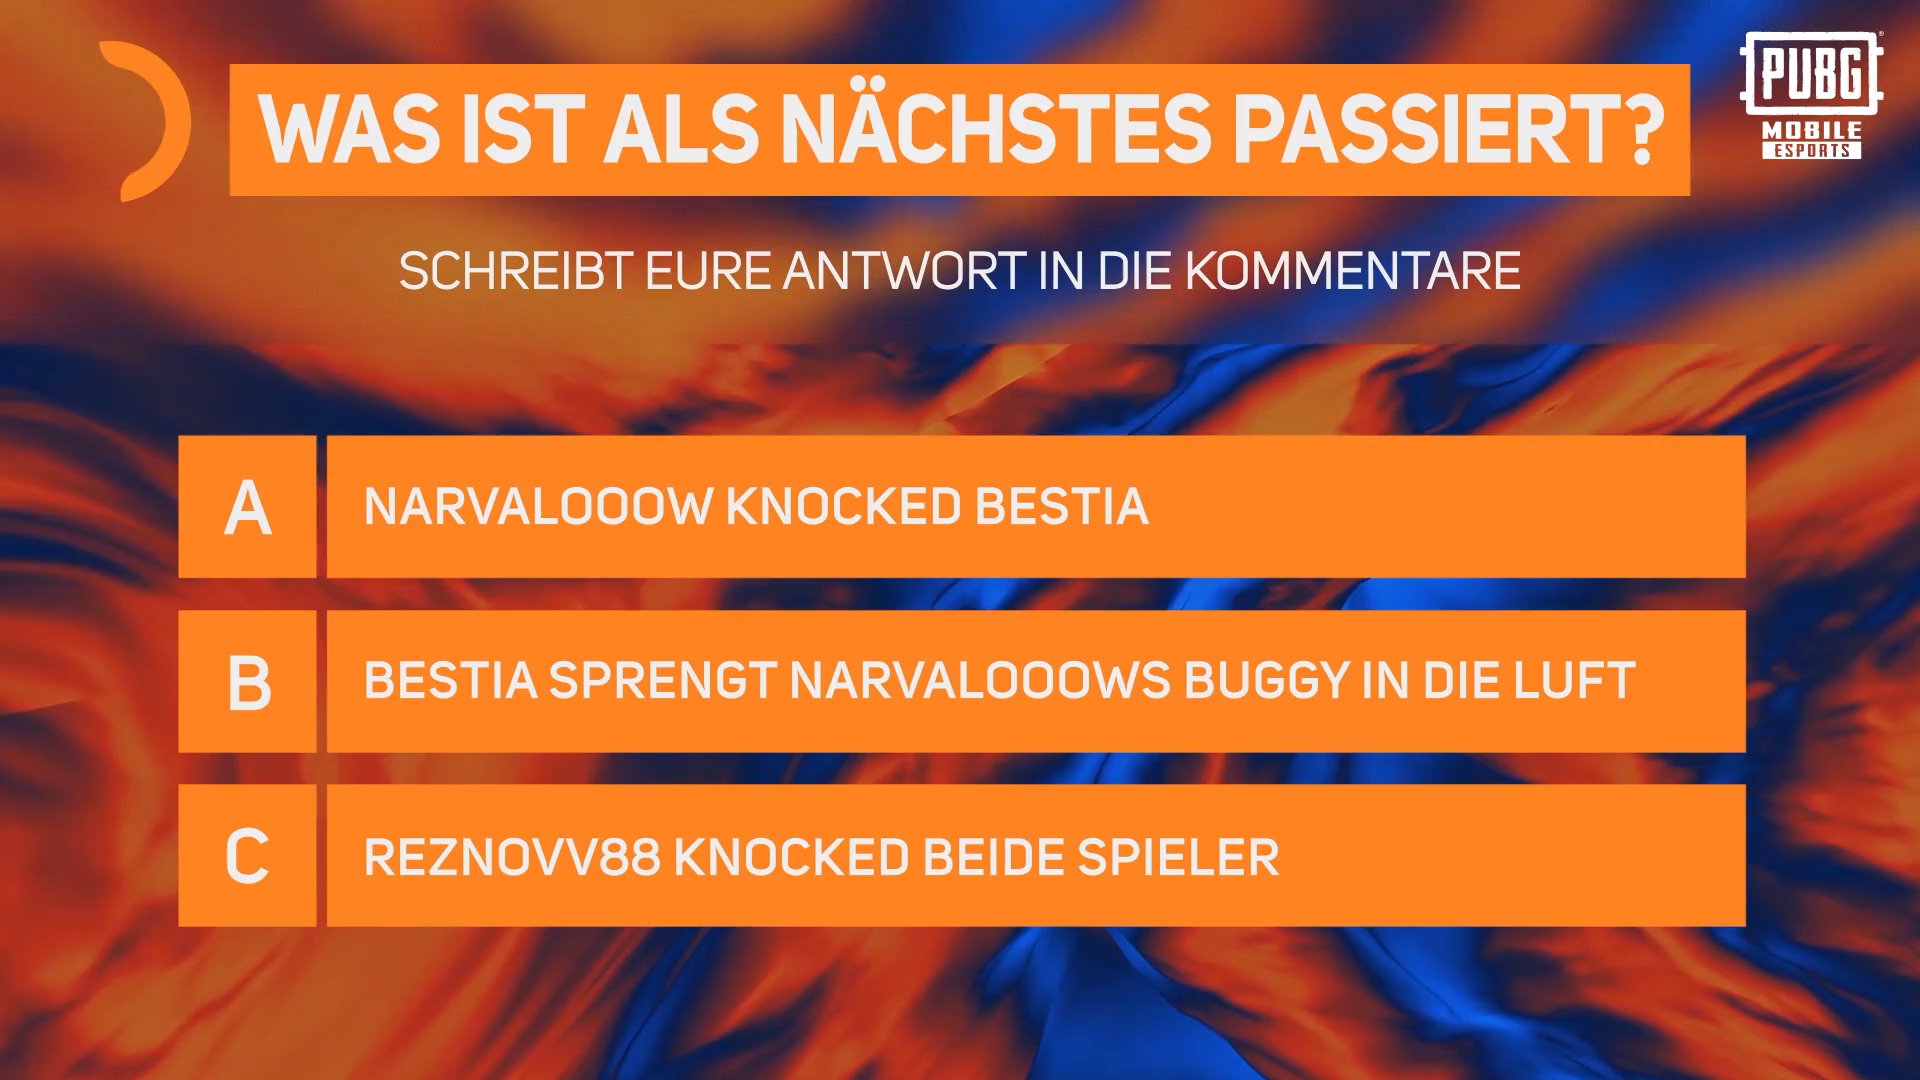 WAS IST ALS NÄCHSTES PASSIERT?
PUBG
MOBILE
ESPORTS
SCHREIBT EURE ANTWORT IN DIE KOMMENTARE
A NARVALOOOW KNOCKED BESTIA
B BESTIA SPRENGT NARVALOOOWS BUGGY IN DIE LUFT
C REZNOVV88 KNOCKED BEIDE SPIELER